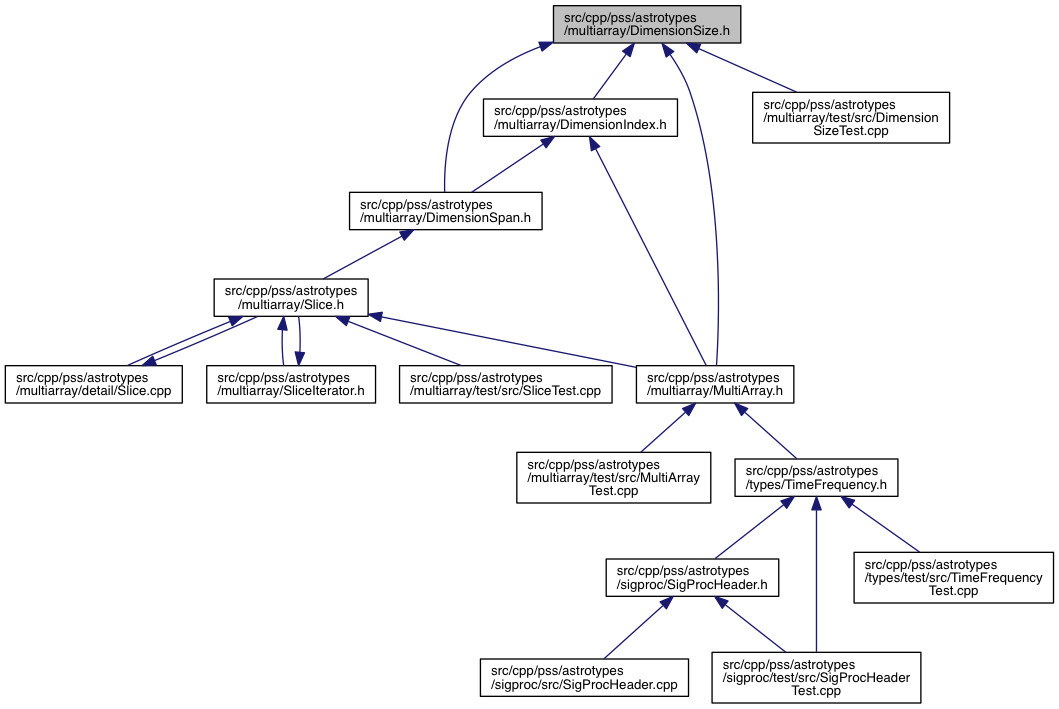 src/cpp/pss/astrotypes
/multiarray/DimensionSize.h
src/cpp/pss/astrotypes
/multiarray/DimensionIndex.h
src/cpp/pss/astrotypes
/multiarray/test/src/Dimension
SizeTest.cpp
src/cpp/pss/astrotypes
/multiarray/DimensionSpan.h
src/cpp/pss/astrotypes
/multiarray/Slice.h
src/cpp/pss/astrotypes
/multiarray/detail/Slice.cpp
src/cpp/pss/astrotypes
/multiarray/SliceIterator.h
src/cpp/pss/astrotypes
/multiarray/test/src/SliceTest.cpp
src/cpp/pss/astrotypes
/multiarray/MultiArray.h
src/cpp/pss/astrotypes
/multiarray/test/src/MultiArray
Test.cpp
src/cpp/pss/astrotypes
/types/TimeFrequency.h
src/cpp/pss/astrotypes
/sigproc/SigProcHeader.h
src/cpp/pss/astrotypes
/types/test/src/TimeFrequency
Test.cpp
src/cpp/pss/astrotypes
/sigproc/src/SigProcHeader.cpp
src/cpp/pss/astrotypes
/sigproc/test/src/SigProcHeader
Test.cpp